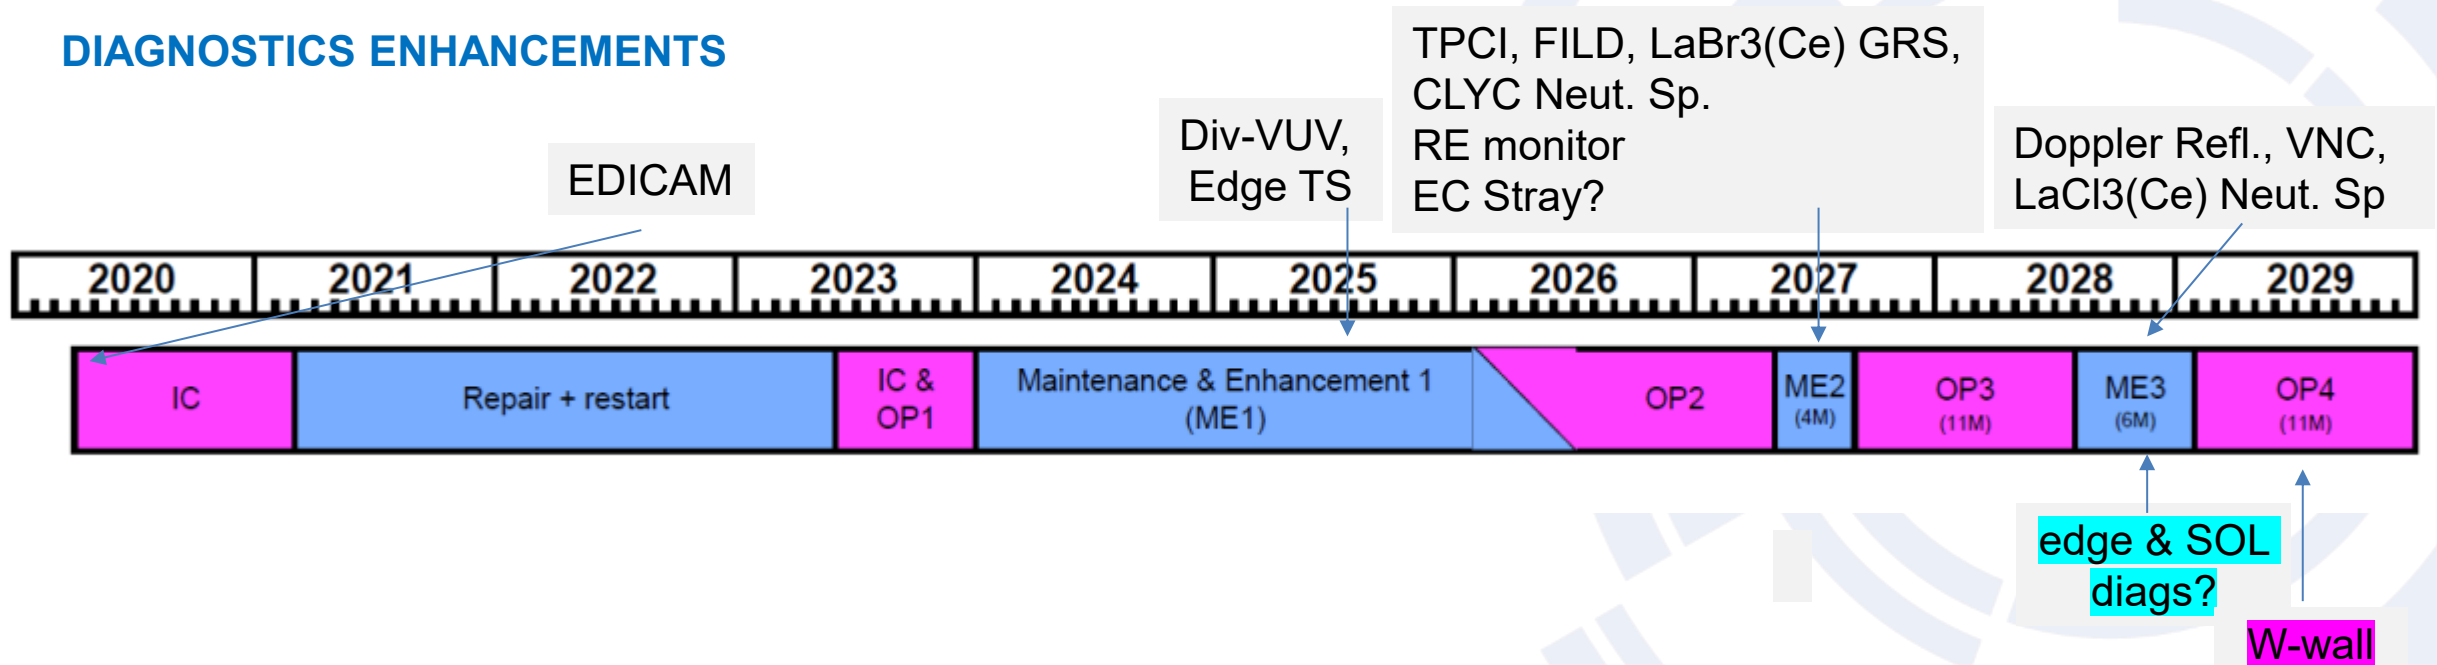 DIAGNOSTICS ENHANCEMENTS
EDICAM
Div-VUV,
Edge TS
TPCI, FILD, LaBr3(Ce) GRS,
CLYC Neut. Sp.
RE monitor
EC Stray?
Doppler Refl., VNC,
LaCl3(Ce) Neut. Sp
2020 2021 2022 2023 2024 2025 2026 2027 2028 2029
IC
Repair + restart
IC &
OP1
Maintenance & Enhancement 1
(ME1)
OP2
ME2
(4M)
OP3
(11M)
ME3
(6M)
OP4
(11M)
edge & SOL
diags?
W-wall